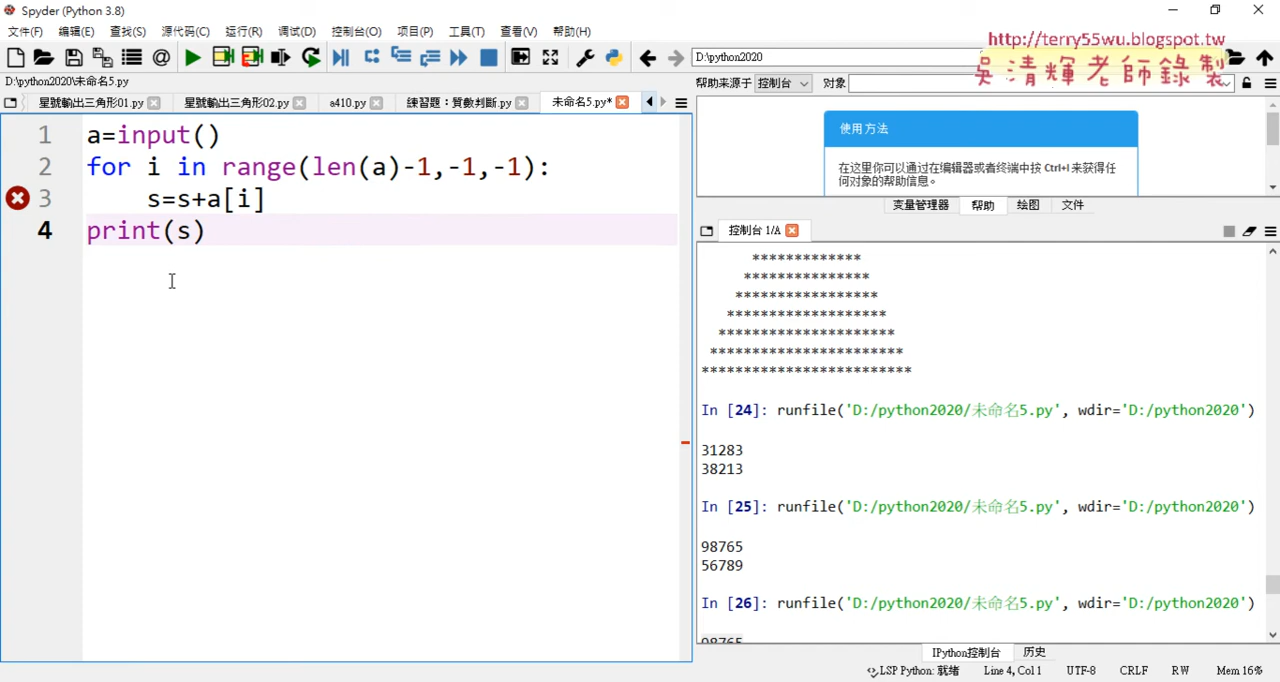 Spyder (Python 3.8)
文件(F) 编辑(E) 查找(S) 源代码(C) 运行(R) 调试(D) 控制台(O) 项目(P) 工具(T) 查看(V) 帮助(H)
D:\python2020
http://terry55wu.blogspot.tw
吳清輝老師錄製
D:\python2020\未命名5.py
帮助来源于 控制台 对象
星號輸出三角形01.py 星號輸出三角形02.py a410.py 練習題：質數判斷.py 未命名5.py*
使用方法
在这里你可以通过在编辑器或者终端中按 Ctrl+I 来获得任
何对象的帮助信息。
变量管理器 帮助 绘图 文件
1 a=input()
2 for i in range(len(a)-1,-1,-1):
3 s=s+a[i]
4 print(s)
控制台 1/A
*************
***************
*****************
*******************
*********************
***********************
*************************
In [24]: runfile('D:/python2020/未命名5.py', wdir='D:/python2020')
31283
38213
In [25]: runfile('D:/python2020/未命名5.py', wdir='D:/python2020')
98765
56789
In [26]: runfile('D:/python2020/未命名5.py', wdir='D:/python2020')
98765
IPython控制台 历史
LSP Python: 就绪 Line 4, Col 1 UTF-8 CRLF RW Mem 16%